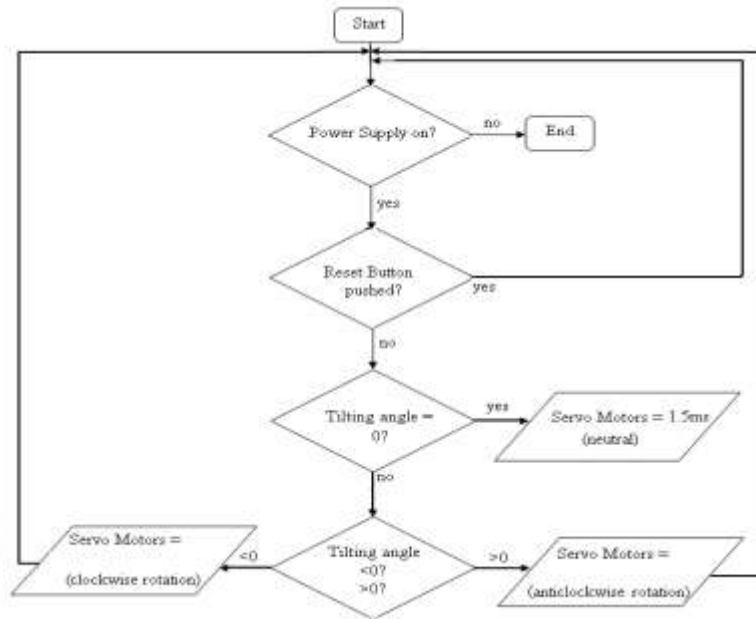 Start
Power Supply on?
no
End
yes
Reset Button
pushed?
yes
no
Tilting angle =
0?
yes
Servo Motors = 1.5ms
(neutral)
no
Servo Motors =
(clockwise rotation)
<0
Tilting angle
<0?
>0?
>0
Servo Motors =
(anticlockwise rotation)